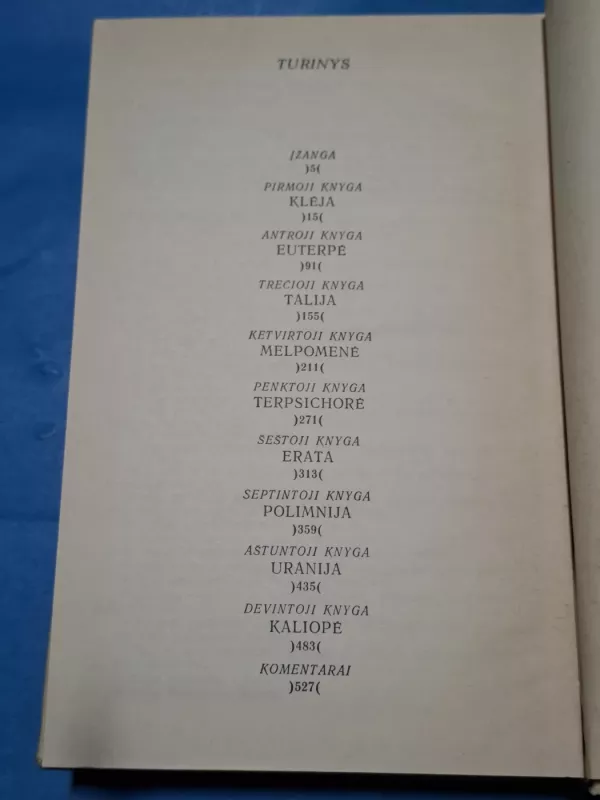 TURINYS
ĮŽANGA
)5(
PIRMOJI KNYGA
KLĖJA
)15(
ANTROJI KNYGA
EUTERPĖ
)91(
TREČIOJI KNYGA
TALIJA
)155(
KETVIRTOJI KNYGA
MELPOMENĖ
)211(
PENKTOJI KNYGA
TERPSICHORĖ
)271(
ŠEŠTOJI KNYGA
ERATA
)313(
SEPTINTOJI KNYGA
POLIMNIJA
)359(
AŠTUNTOJI KNYGA
URANIJA
)435(
DEVINTOJI KNYGA
KALIOPĖ
)483(
KOMENTARAI
)527(